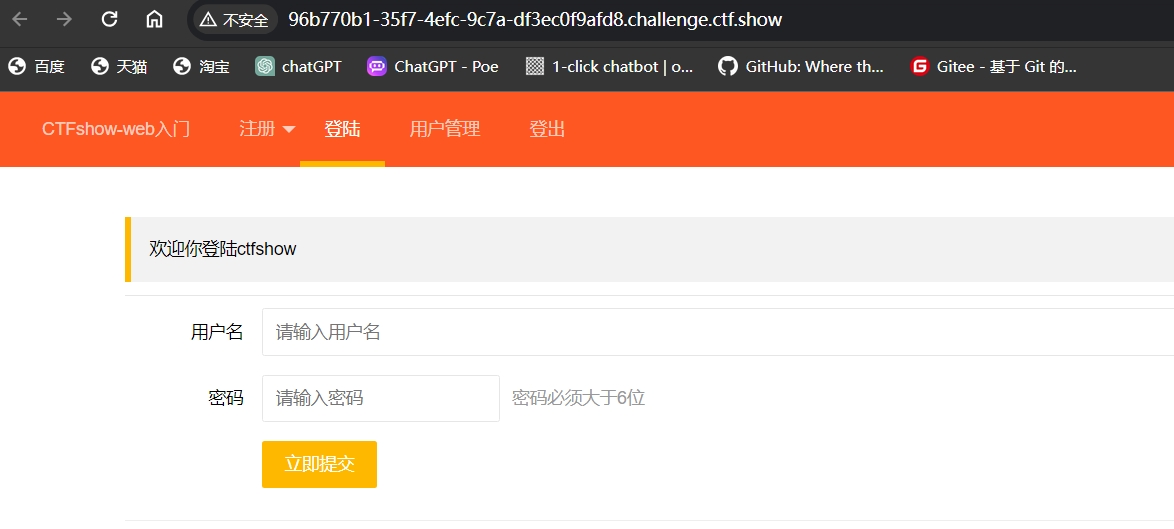 不安全 96b770b1-35f7-4efc-9c7a-df3ec0f9afd8.challenge.ctf.show
百度 天猫 淘宝 chatGPT ChatGPT - Poe 1-click chatbot | o... GitHub: Where th... Gitee - 基于 Git 的...
CTFshow-web入门 注册 登陆 用户管理 登出
欢迎你登陆ctfshow
用户名 请输入用户名
密码 请输入密码 密码必须大于6位
立即提交